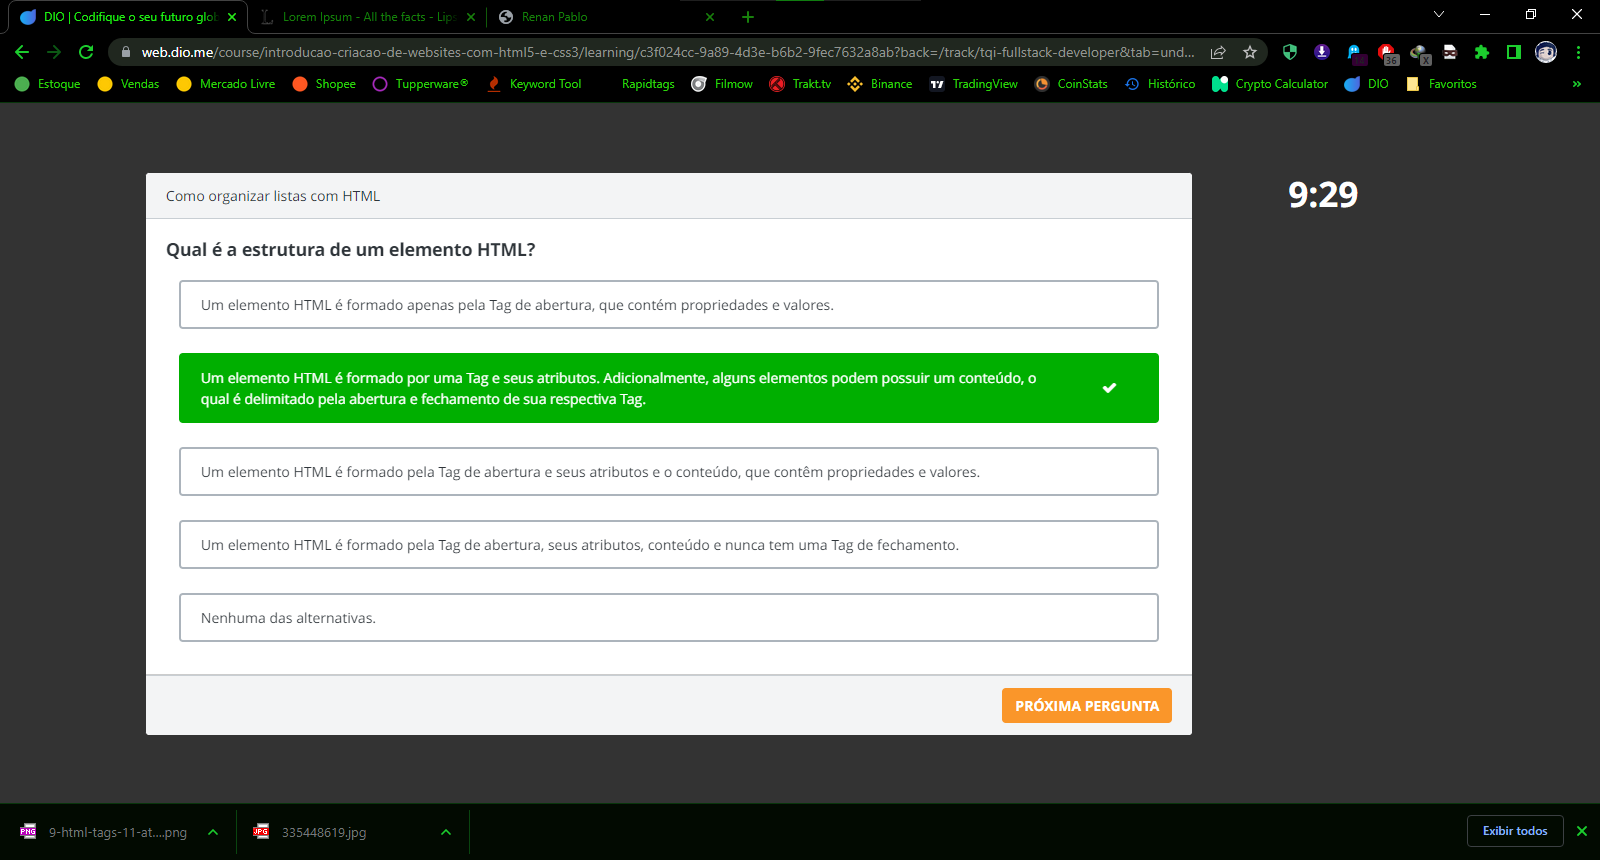 DIO | Codifique o seu futuro glob
Lorem Ipsum - All the facts - Lips
Renan Pablo
web.dio.me/course/introducao-criacao-de-websites-com-html5-e-css3/learning/c3f024cc-9a89-4d3e-b6b2-9fec7632a8ab?back=/track/tqi-fullstack-developer&tab=und...
36
X
Estoque
Vendas
Mercado Livre
Shopee
Tupperware®
Keyword Tool
Rapidtags
Filmow
Trakt.tv
Binance
TradingView
CoinStats
Histórico
Crypto Calculator
DIO
Favoritos
»
Como organizar listas com HTML
9:29
Qual é a estrutura de um elemento HTML?
Um elemento HTML é formado apenas pela Tag de abertura, que contém propriedades e valores.
Um elemento HTML é formado por uma Tag e seus atributos. Adicionalmente, alguns elementos podem possuir um conteúdo, o
qual é delimitado pela abertura e fechamento de sua respectiva Tag.
Um elemento HTML é formado pela Tag de abertura e seus atributos e o conteúdo, que contêm propriedades e valores.
Um elemento HTML é formado pela Tag de abertura, seus atributos, conteúdo e nunca tem uma Tag de fechamento.
Nenhuma das alternativas.
PRÓXIMA PERGUNTA
PNG
9-html-tags-11-at....png
JPG
335448619.jpg
Exibir todos